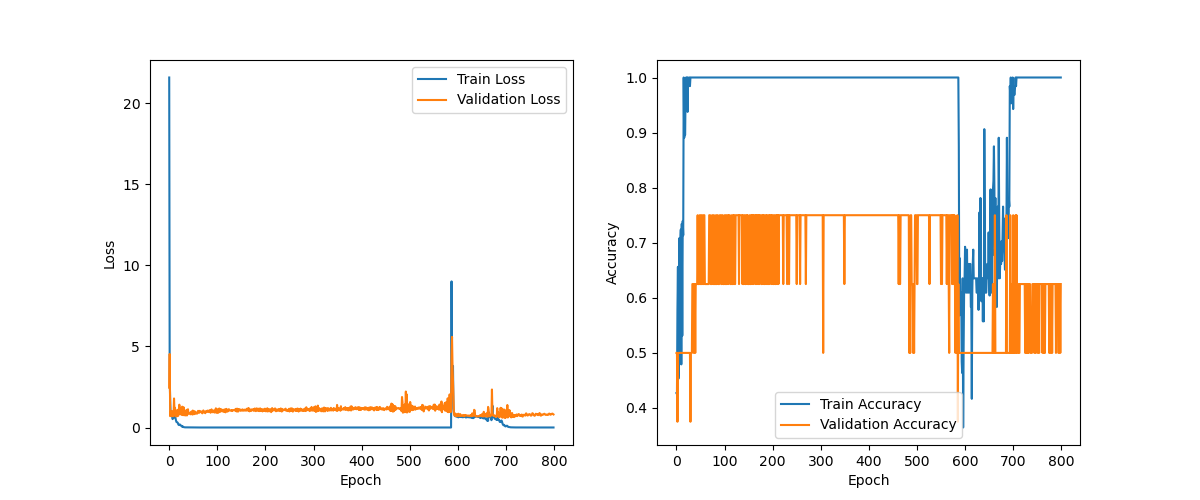 Train Loss
Validation Loss
20
15
10
5
0
Loss
0 100 200 300 400 500 600 700 800
Epoch
1.0
0.9
0.8
0.7
0.6
0.5
0.4
Accuracy
Train Accuracy
Validation Accuracy
0 100 200 300 400 500 600 700 800
Epoch